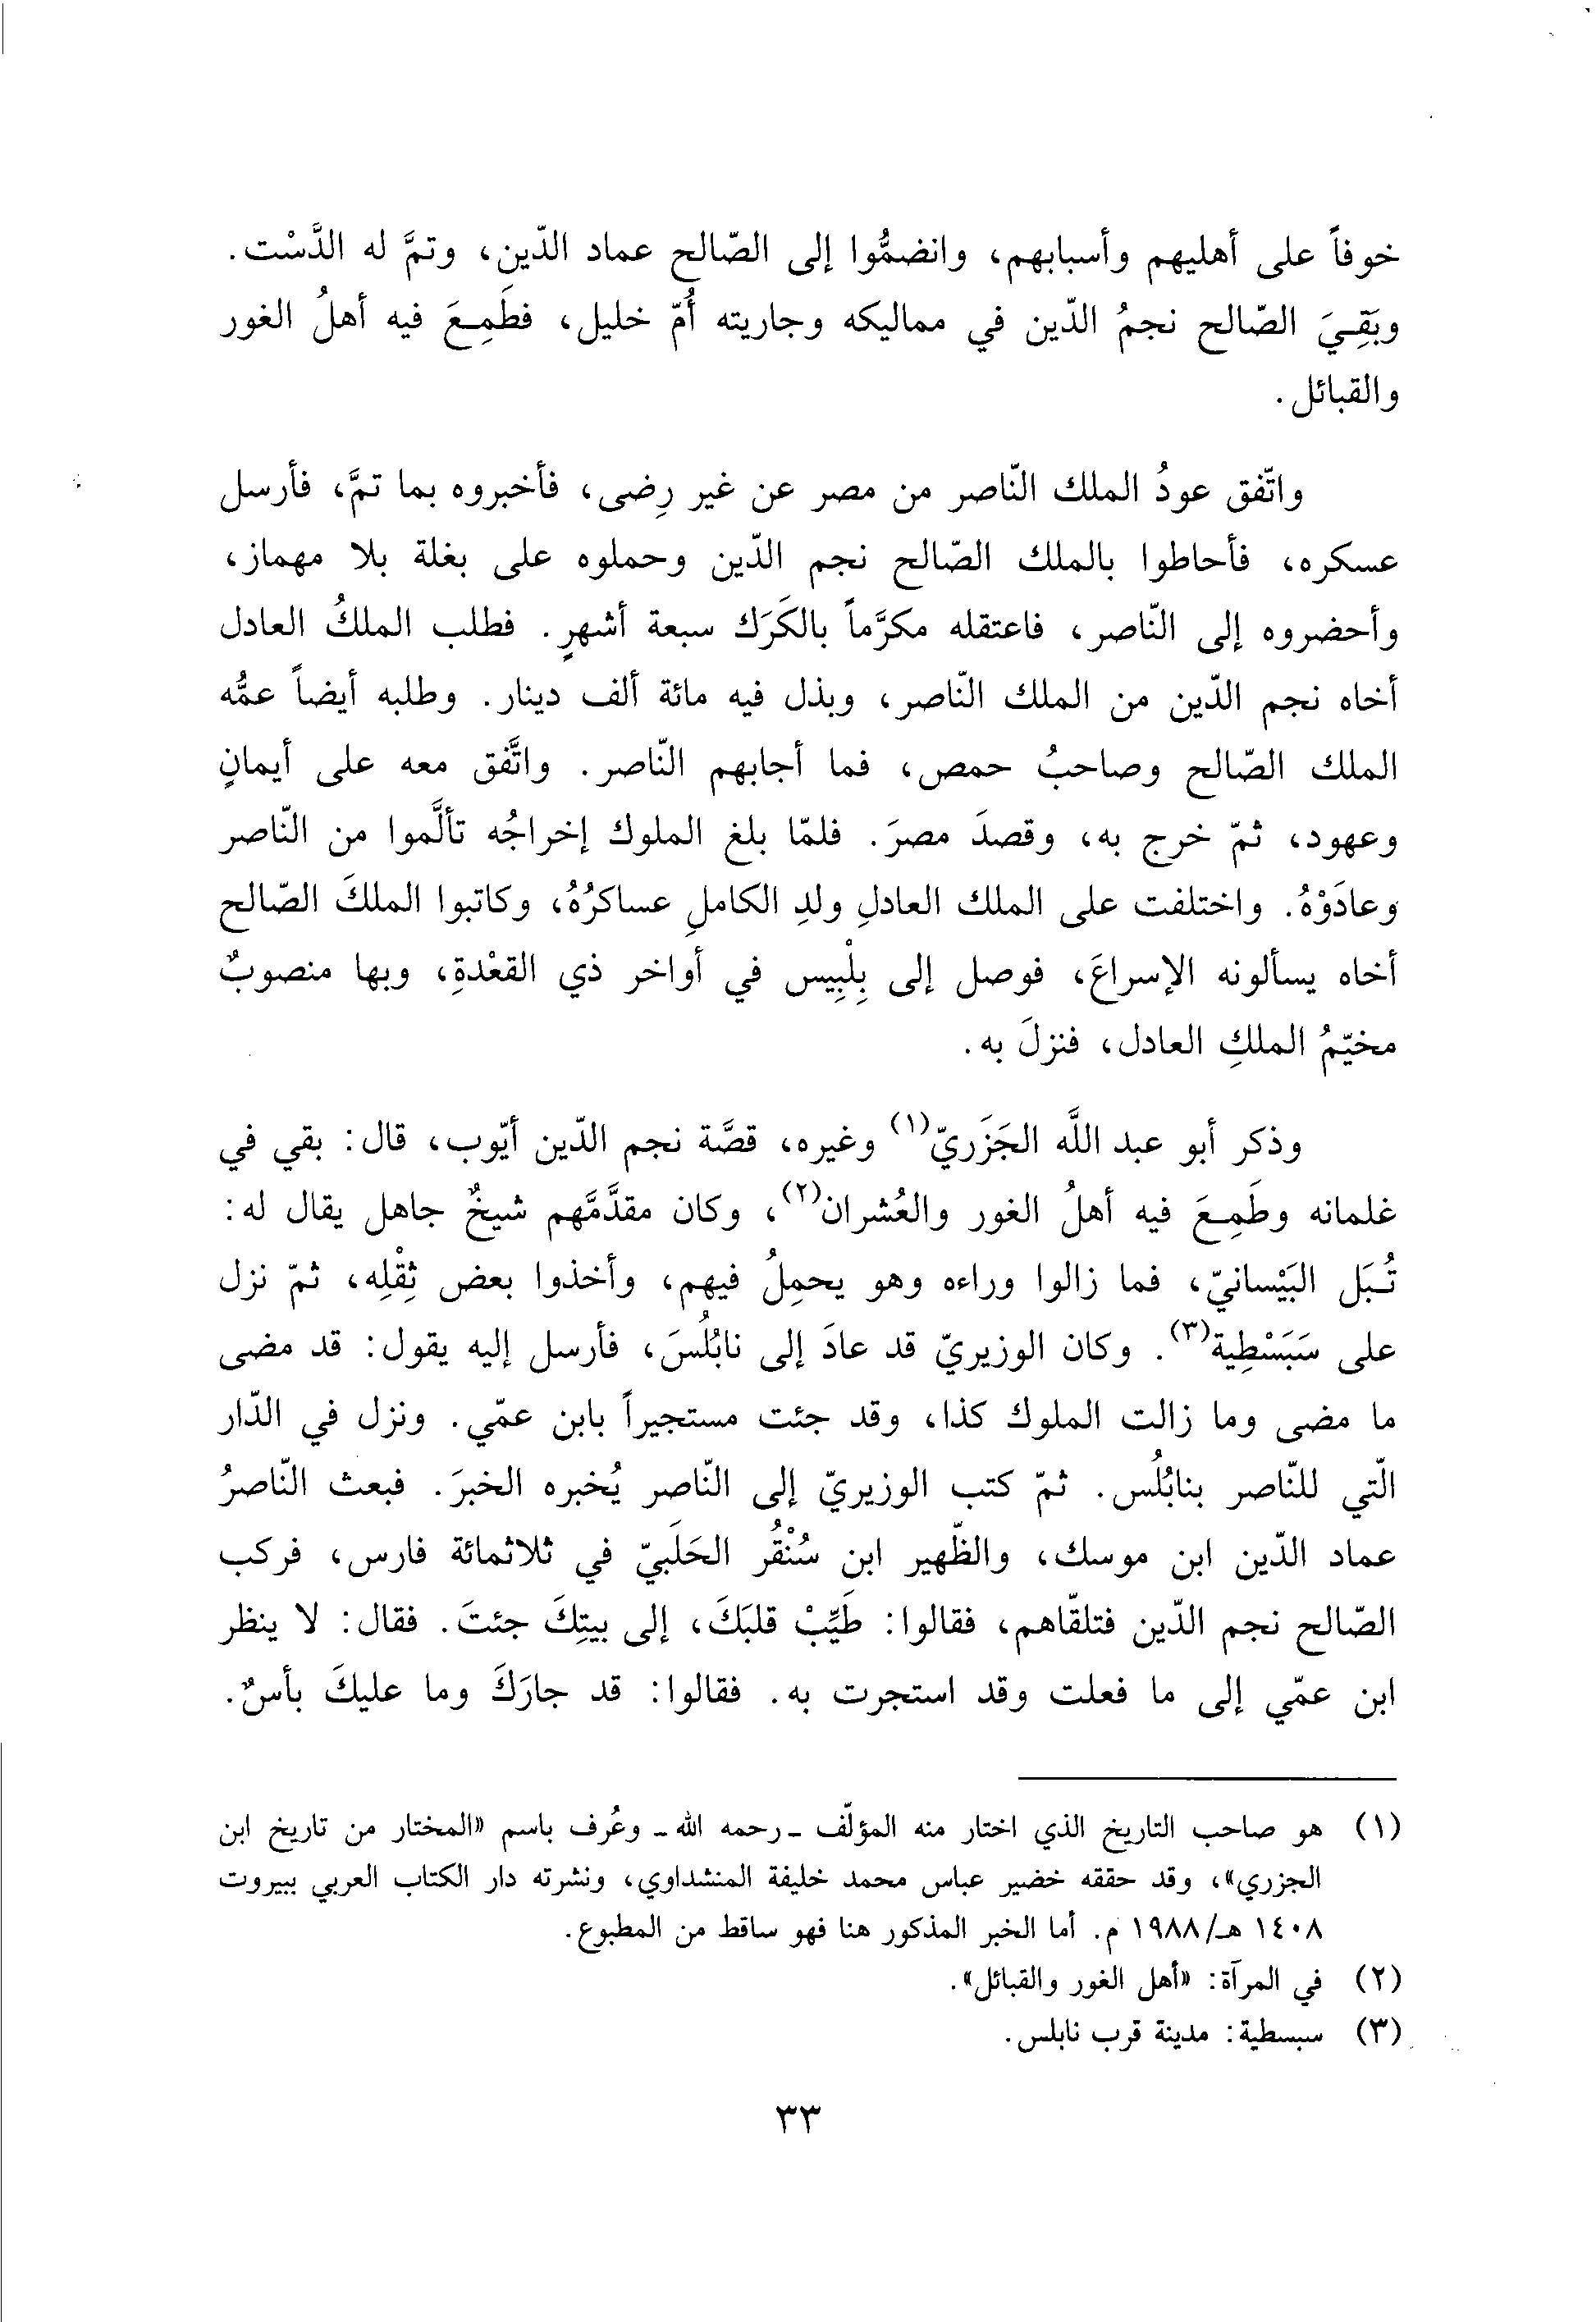 خوفاً على أهليهم وأسبابهم، وانضمُّوا إلى الصّالح عماد الدّين، وتمَّ له الدَّسْت.
وبَقِـيَ الصّالح نجمُ الدّين في مماليكه وجاريته أُمّ خليل، فطَمِـعَ فيه أهلُ الغور
والقبائل.
واتّفق عودُ الملك النّاصر من مصر عن غير رِضى، فأخبروه بما تمَّ، فأرسل
عسكره، فأحاطوا بالملك الصّالح نجم الدّين وحملوه على بغلة بلا مهماز،
وأحضروه إلى النّاصر، فاعتقله مكرَّماً بالكَرَك سبعة أشهرٍ. فطلب الملكُ العادل
أخاه نجم الدّين من الملك النّاصر، وبذل فيه مائة ألف دينار. وطلبه أيضاً عمُّه
الملك الصّالح وصاحبُ حمص، فما أجابهم النّاصر. واتَّفق معه على أيمانٍ
وعهود، ثمّ خرج به، وقصدَ مصرَ. فلمّا بلغ الملوك إخراجُه تألَّموا من النّاصر
وعادَوْهُ. واختلفت على الملك العادلِ ولدِ الكاملِ عساكرُهُ، وكاتبوا الملكَ الصّالح
أخاه يسألونه الإسراعَ، فوصل إلى بِلْبِيس في أواخر ذي القعْدةِ، وبها منصوبٌ
مخيّمُ الملكِ العادل، فنزلَ به.
وذكر أبو عبد اللَّه الجَزَريّ(١) وغيره، قصَّة نجم الدّين أيّوب، قال: بقي في
غلمانه وطَمِـعَ فيه أهلُ الغور والعُشران(٢)، وكان مقدَّمَّهم شيخٌ جاهل يقال له:
تُـبَل البَيْسانيّ، فما زالوا وراءه وهو يحمِلُ فيهم، وأخذوا بعض ثِقْلِه، ثمّ نزل
على سَبَسْطِية(٣). وكان الوزيريّ قد عادَ إلى نابُلُسَ، فأرسل إليه يقول: قد مضى
ما مضى وما زالت الملوك كذا، وقد جئت مستجيراً بابن عمّي. ونزل في الدّار
الّتي للنّاصر بنابُلُس. ثمّ كتب الوزيريّ إلى النّاصر يُخبره الخبرَ. فبعث النّاصرُ
عماد الدّين ابن موسك، والظّهير ابن سُنْقُر الحَلَبيّ في ثلاثمائة فارس، فركب
الصّالح نجم الدّين فتلقّاهم، فقالوا: طَيِّبْ قلبَكَ، إلى بيتِكَ جئتَ. فقال: لا ينظر
ابن عمّي إلى ما فعلت وقد استجرت به. فقالوا: قد جارَكَ وما عليكَ بأسٌ.
(١) هو صاحب التاريخ الذي اختار منه المؤلّف ـ رحمه الله ـ وعُرف باسم «المختار من تاريخ ابن
الجزري»، وقد حققه خضير عباس محمد خليفة المنشداوي، ونشرته دار الكتاب العربي ببيروت
١٤٠٨ هـ/١٩٨٨ م. أما الخبر المذكور هنا فهو ساقط من المطبوع.
(٢) في المرآة: «أهل الغور والقبائل».
(٣) سبسطية: مدينة قرب نابلس.
٣٣